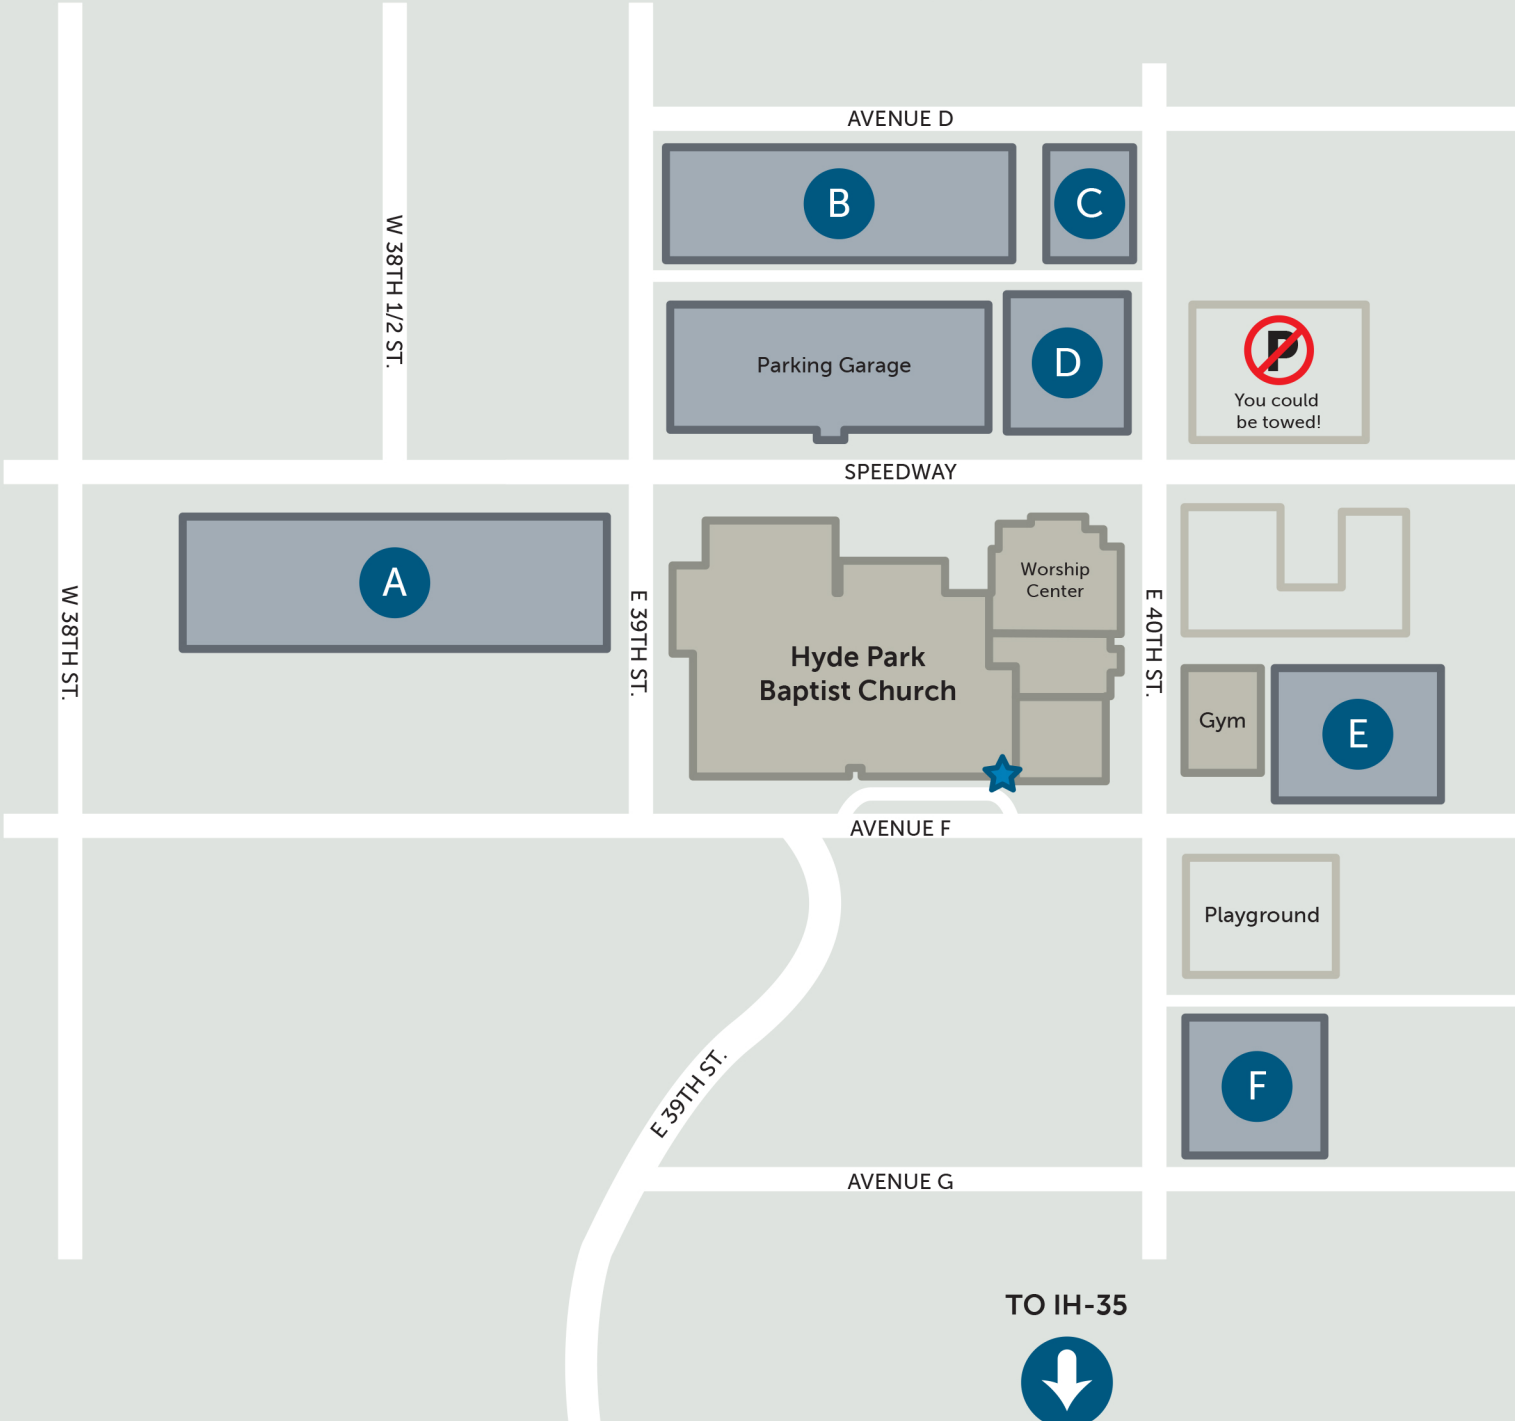 AVENUE D
B
C
W 38TH 1/2 ST.
Parking Garage
D
P
You could
be towed!
SPEEDWAY
A
Worship
Center
W 38TH ST.
E 39TH ST.
E 40TH ST.
Hyde Park
Baptist Church
Gym
E
AVENUE F
Playground
E 39TH ST.
F
AVENUE G
TO IH-35